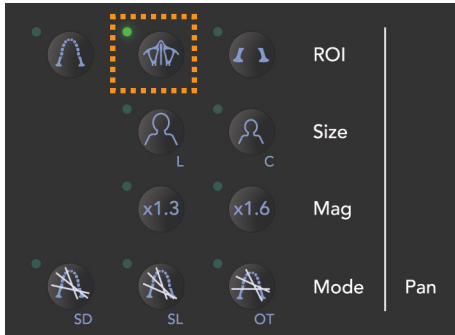 ROI
Size
L
C
x1.3
x1.6
Mag
Mode
Pan
SD
SL
OT